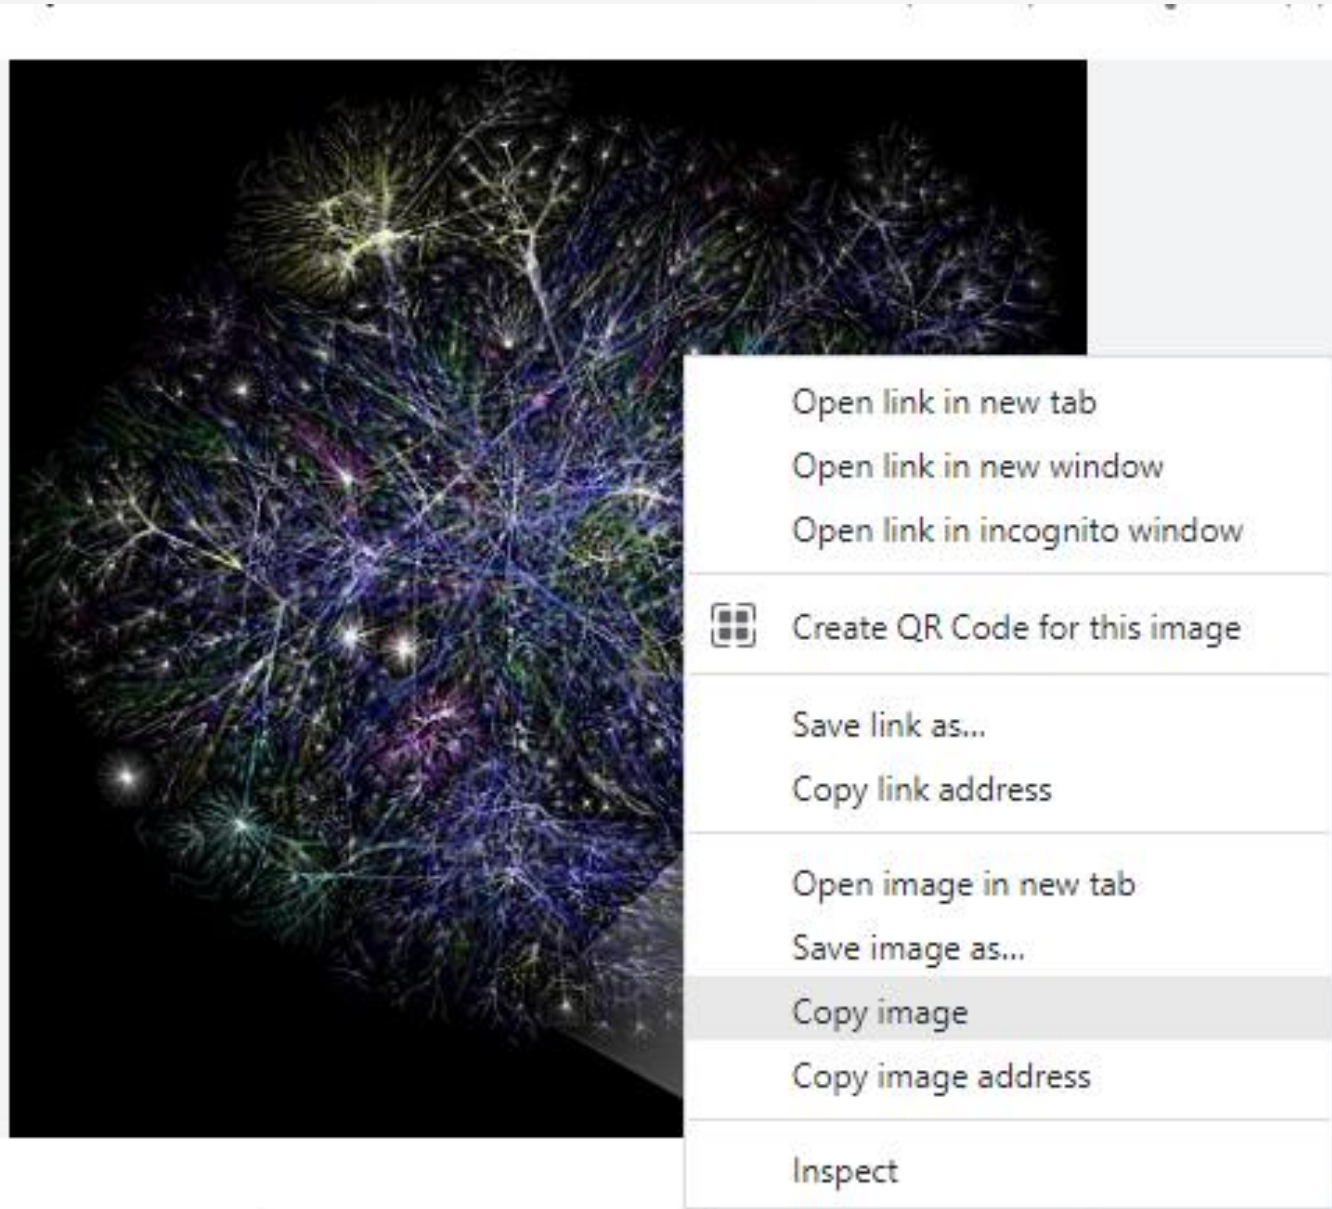 Open link in new tab
Open link in new window
Open link in incognito window
Create QR Code for this image
Save link as...
Copy link address
Open image in new tab
Save image as...
Copy image
Copy image address
Inspect